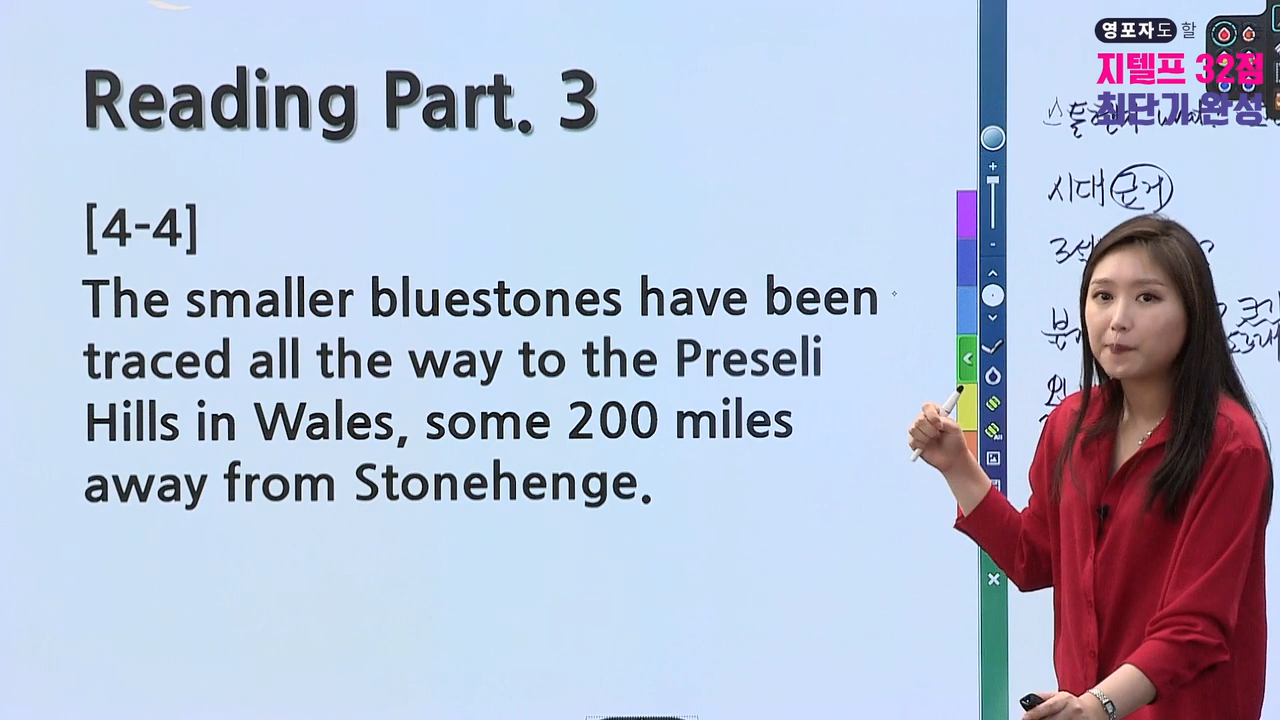 Reading Part. 3
[4-4]
The smaller bluestones have been
traced all the way to the Preseli
Hills in Wales, some 200 miles
away from Stonehenge.
영포자도 할
지텔프 32점
최단기 완성
시대 근거